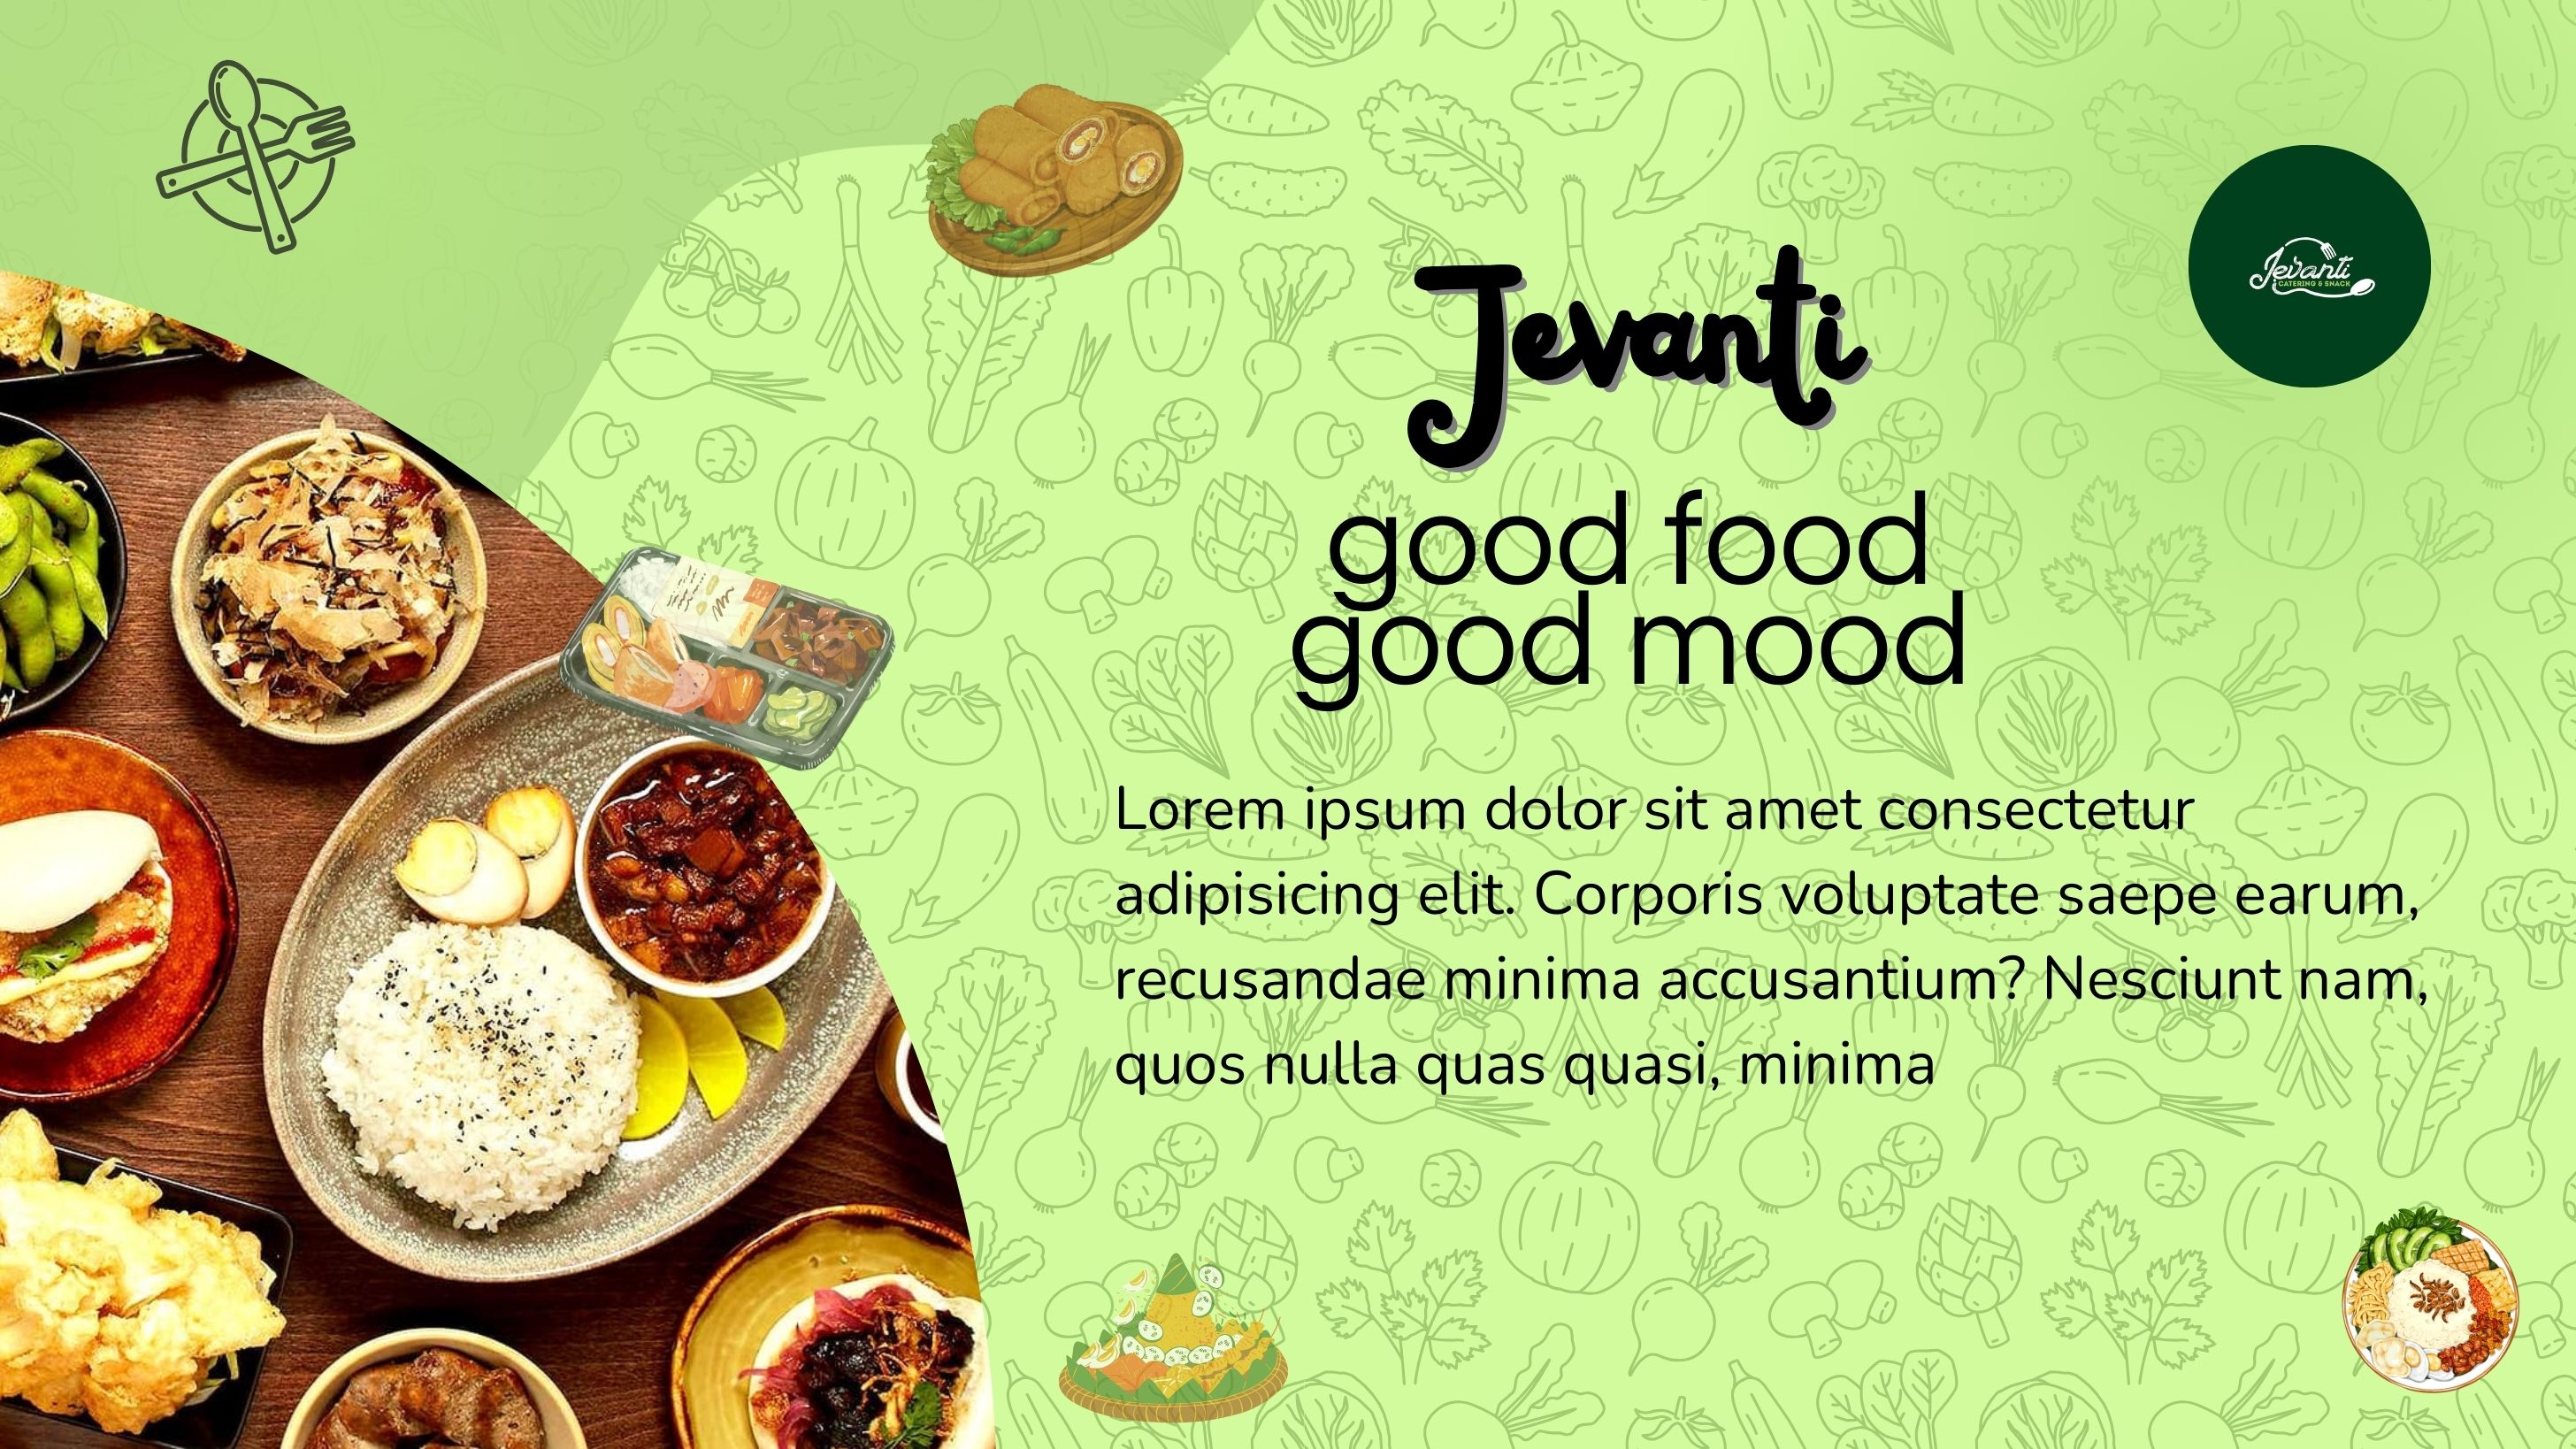 Jevanti
CATERING & SNACK
Jevanti
good food
good mood
Lorem ipsum dolor sit amet consectetur
adipisicing elit. Corporis voluptate saepe earum,
recusandae minima accusantium? Nesciunt nam,
quos nulla quas quasi, minima